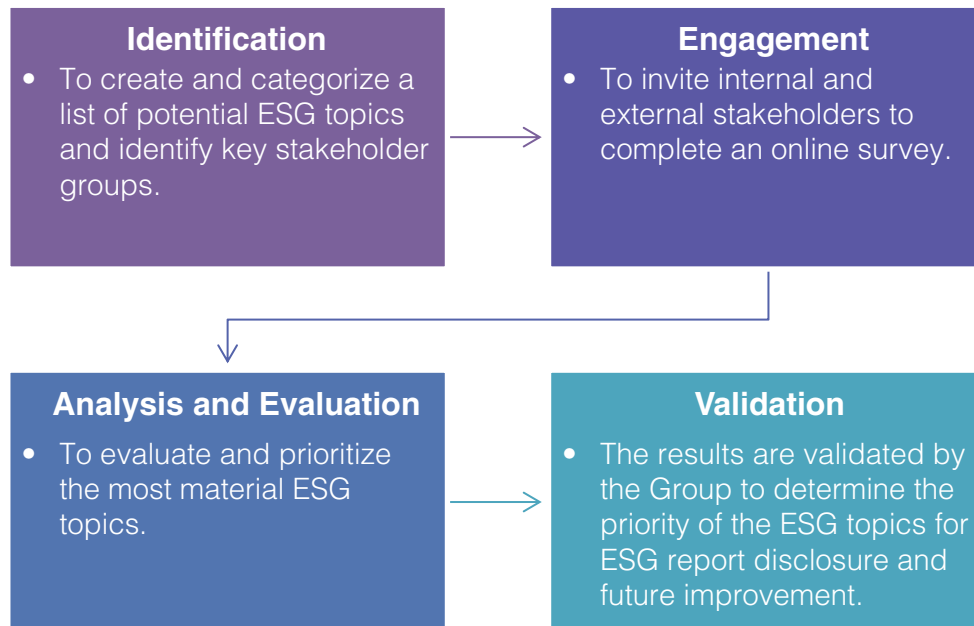 Identification
• To create and categorize a
list of potential ESG topics
and identify key stakeholder
groups.
Engagement
• To invite internal and
external stakeholders to
complete an online survey.
Analysis and Evaluation
• To evaluate and prioritize
the most material ESG
topics.
Validation
• The results are validated by
the Group to determine the
priority of the ESG topics for
ESG report disclosure and
future improvement.